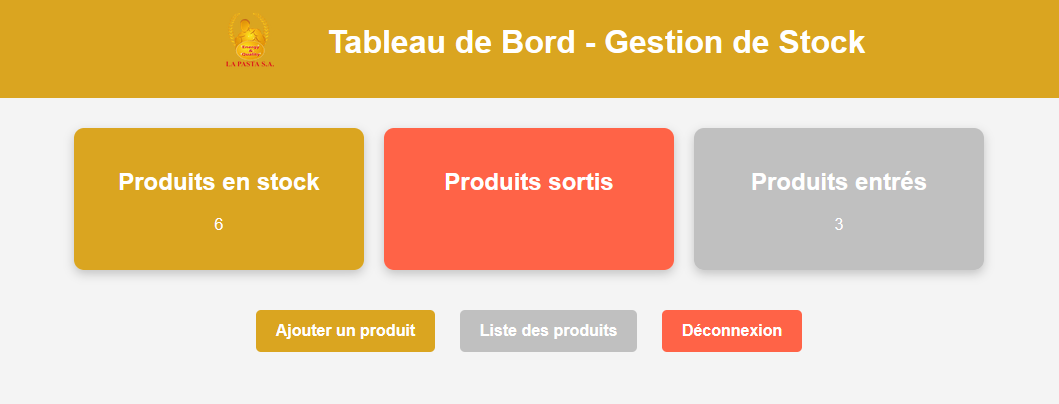 Energy
&
Quality
LA PASTA S.A.
Tableau de Bord - Gestion de Stock
Produits en stock
6
Produits sortis
Produits entrés
3
Ajouter un produit
Liste des produits
Déconnexion